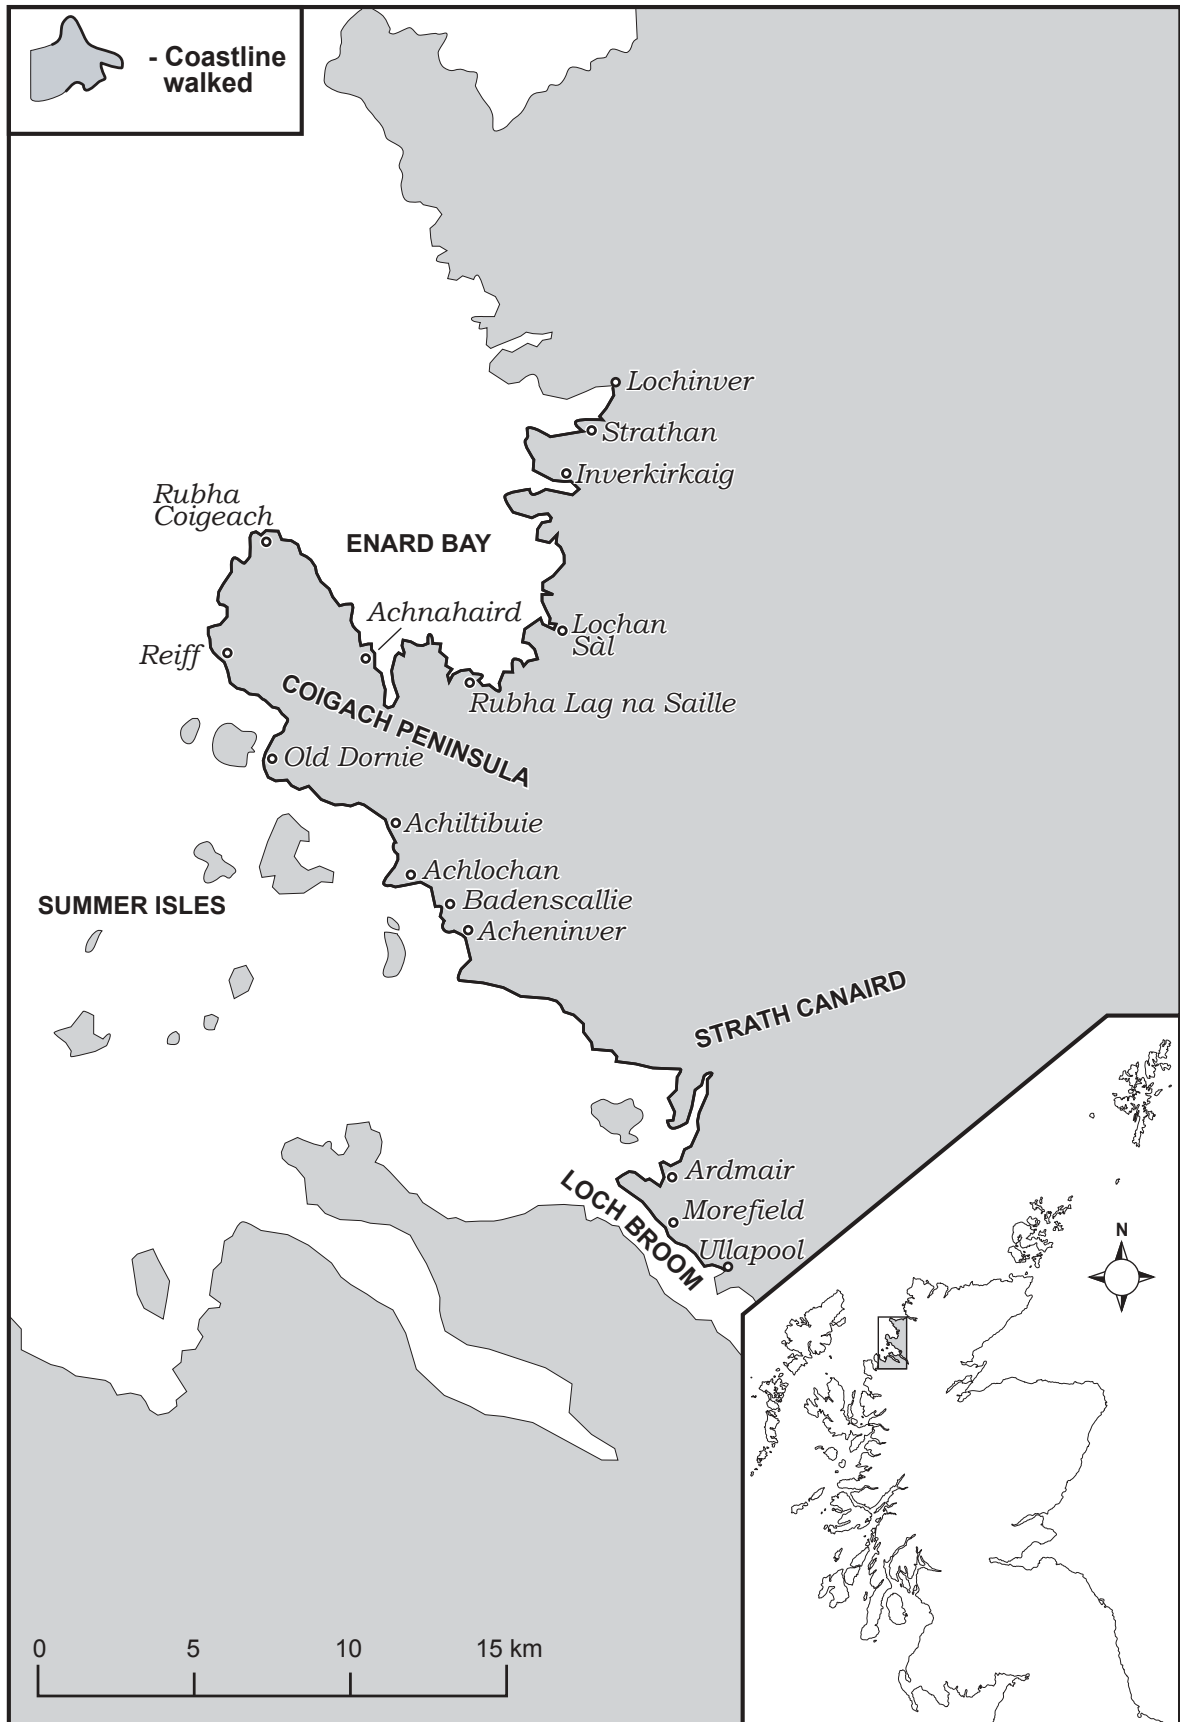 - Coastline
walked
Lochinver
Strathan
Inverkirkaig
Rubha
Coigeach
ENARD BAY
Achnahaird
Lochan
Sàl
Reiff
Rubha Lag na Saille
COIGACH PENINSULA
Old Dornie
Achiltibuie
Achlochan
Badenscallie
SUMMER ISLES
Acheninver
STRATH CANAIRD
Ardmair
LOCH BROOM
Morefield
Ullapool
N
0 5 10 15 km